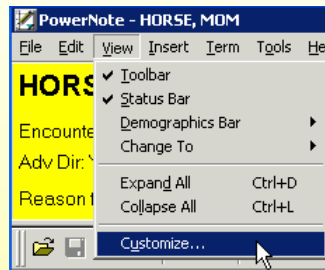 PowerNote - HORSE, MOM
File Edit View Insert Term Tools
HORS
Toolbar
Status Bar
Demographics Bar
Change To
Expand All Ctrl+D
Collapse All Ctrl+L
Customize...
Encounte
Adv Dir:
Reason